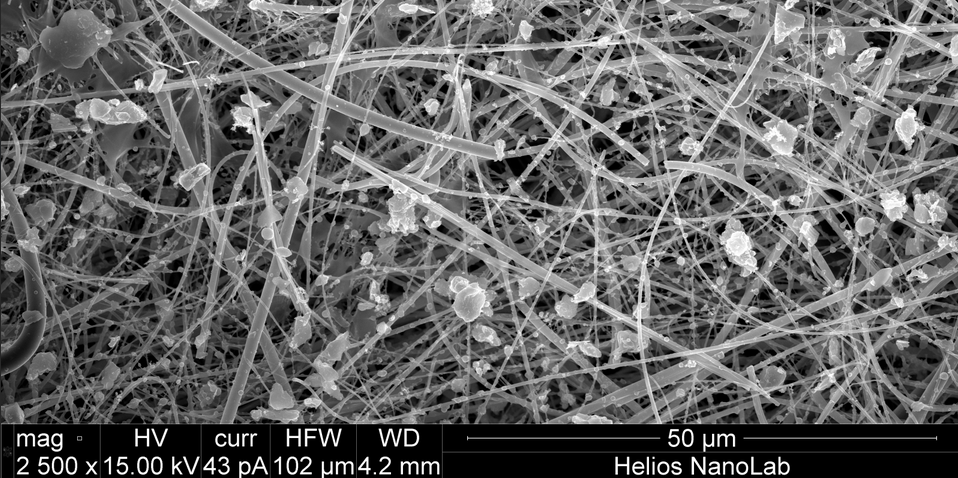 mag HV curr HFW WD 50 µm
2 500 x 15.00 kV 43 pA 102 µm 4.2 mm Helios NanoLab